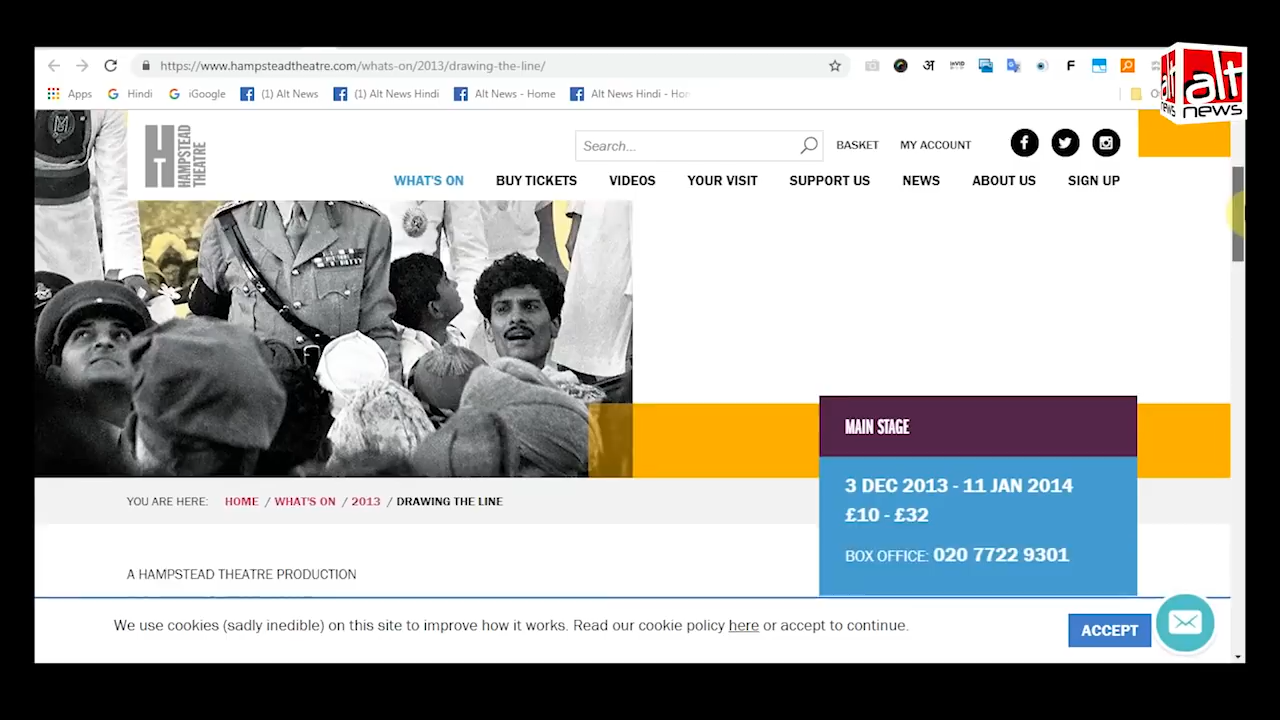 https://www.hampsteadtheatre.com/whats-on/2013/drawing-the-line/
अ
InVID
F
alt
news
alt
news
Apps
Hindi
iGoogle
(1) Alt News
(1) Alt News Hindi
Alt News - Home
Alt News Hindi - Hom
HAMPSTEAD
THEATRE
Search...
BASKET
MY ACCOUNT
WHAT'S ON
BUY TICKETS
VIDEOS
YOUR VISIT
SUPPORT US
NEWS
ABOUT US
SIGN UP
MAIN STAGE
3 DEC 2013 - 11 JAN 2014
£10 - £32
BOX OFFICE: 020 7722 9301
YOU ARE HERE: HOME / WHAT'S ON / 2013 / DRAWING THE LINE
A HAMPSTEAD THEATRE PRODUCTION
We use cookies (sadly inedible) on this site to improve how it works. Read our cookie policy here or accept to continue.
ACCEPT